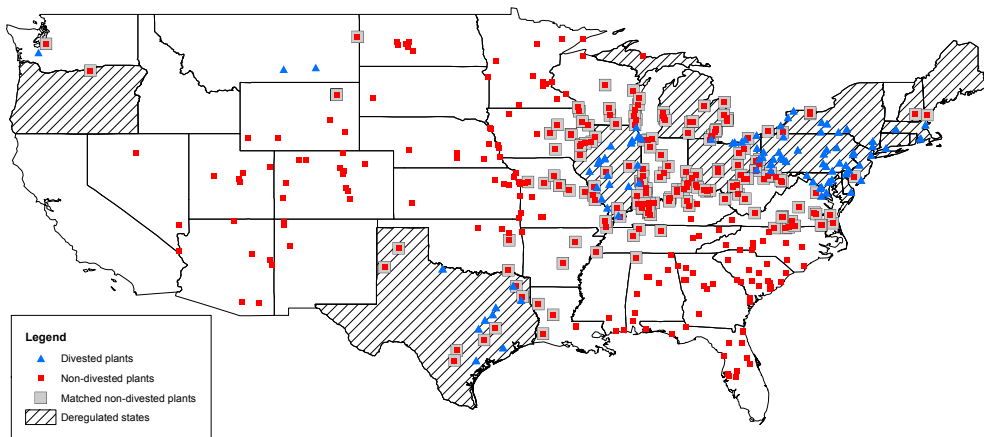 Legend
Divested plants
Non-divested plants
Matched non-divested plants
Deregulated states